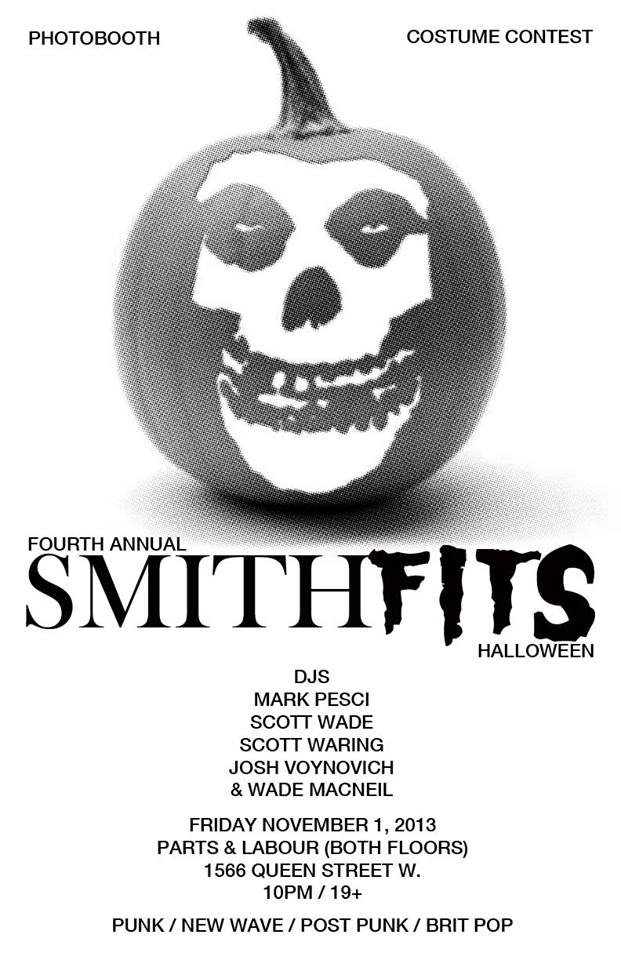 PHOTOBOOTH
COSTUME CONTEST
FOURTH ANNUAL
SMITHFITS
HALLOWEEN
DJS
MARK PESCI
SCOTT WADE
SCOTT WARING
JOSH VOYNOVICH
& WADE MACNEIL
FRIDAY NOVEMBER 1, 2013
PARTS & LABOUR (BOTH FLOORS)
1566 QUEEN STREET W.
10PM / 19+
PUNK / NEW WAVE / POST PUNK / BRIT POP